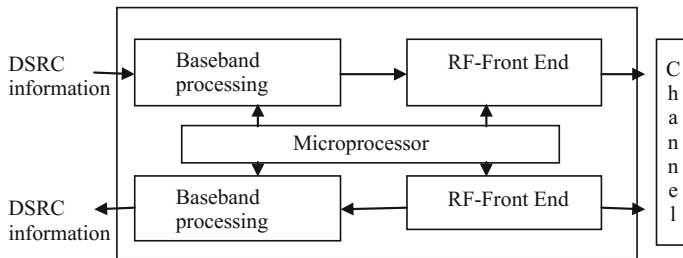 DSRC
information
Baseband
processing
RF-Front End
C
h
a
n
n
e
l
Microprocessor
DSRC
information
Baseband
processing
RF-Front End